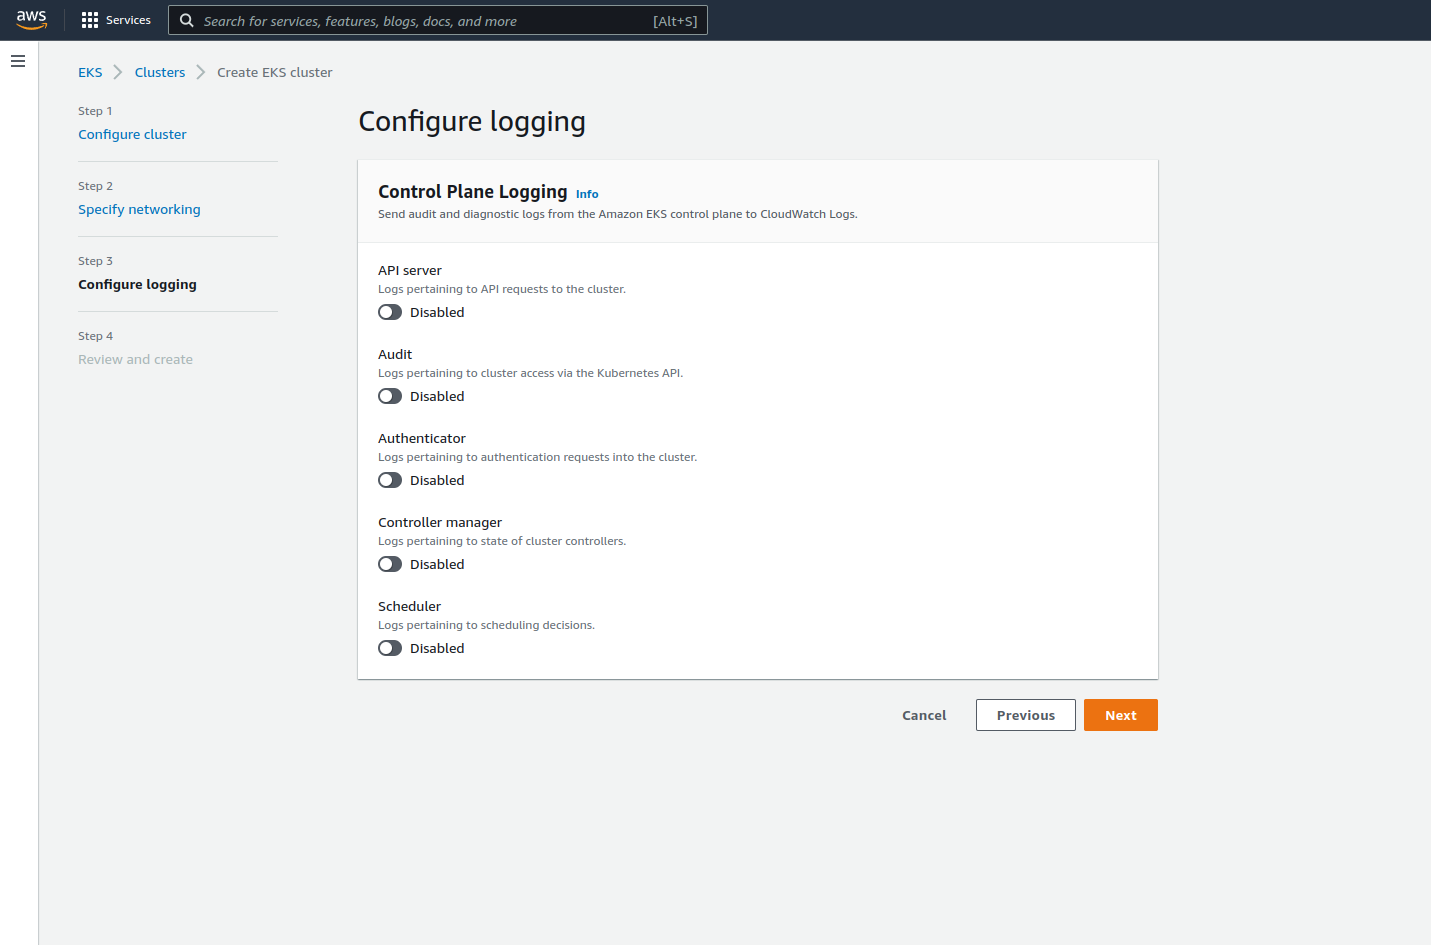 aws
Services
Search for services, features, blogs, docs, and more
[Alt+S]
EKS
Clusters
Create EKS cluster
Step 1
Configure cluster
Step 2
Specify networking
Step 3
Configure logging
Step 4
Review and create
Configure logging
Control Plane Logging Info
Send audit and diagnostic logs from the Amazon EKS control plane to CloudWatch Logs.
API server
Logs pertaining to API requests to the cluster.
Disabled
Audit
Logs pertaining to cluster access via the Kubernetes API.
Disabled
Authenticator
Logs pertaining to authentication requests into the cluster.
Disabled
Controller manager
Logs pertaining to state of cluster controllers.
Disabled
Scheduler
Logs pertaining to scheduling decisions.
Disabled
Cancel
Previous
Next